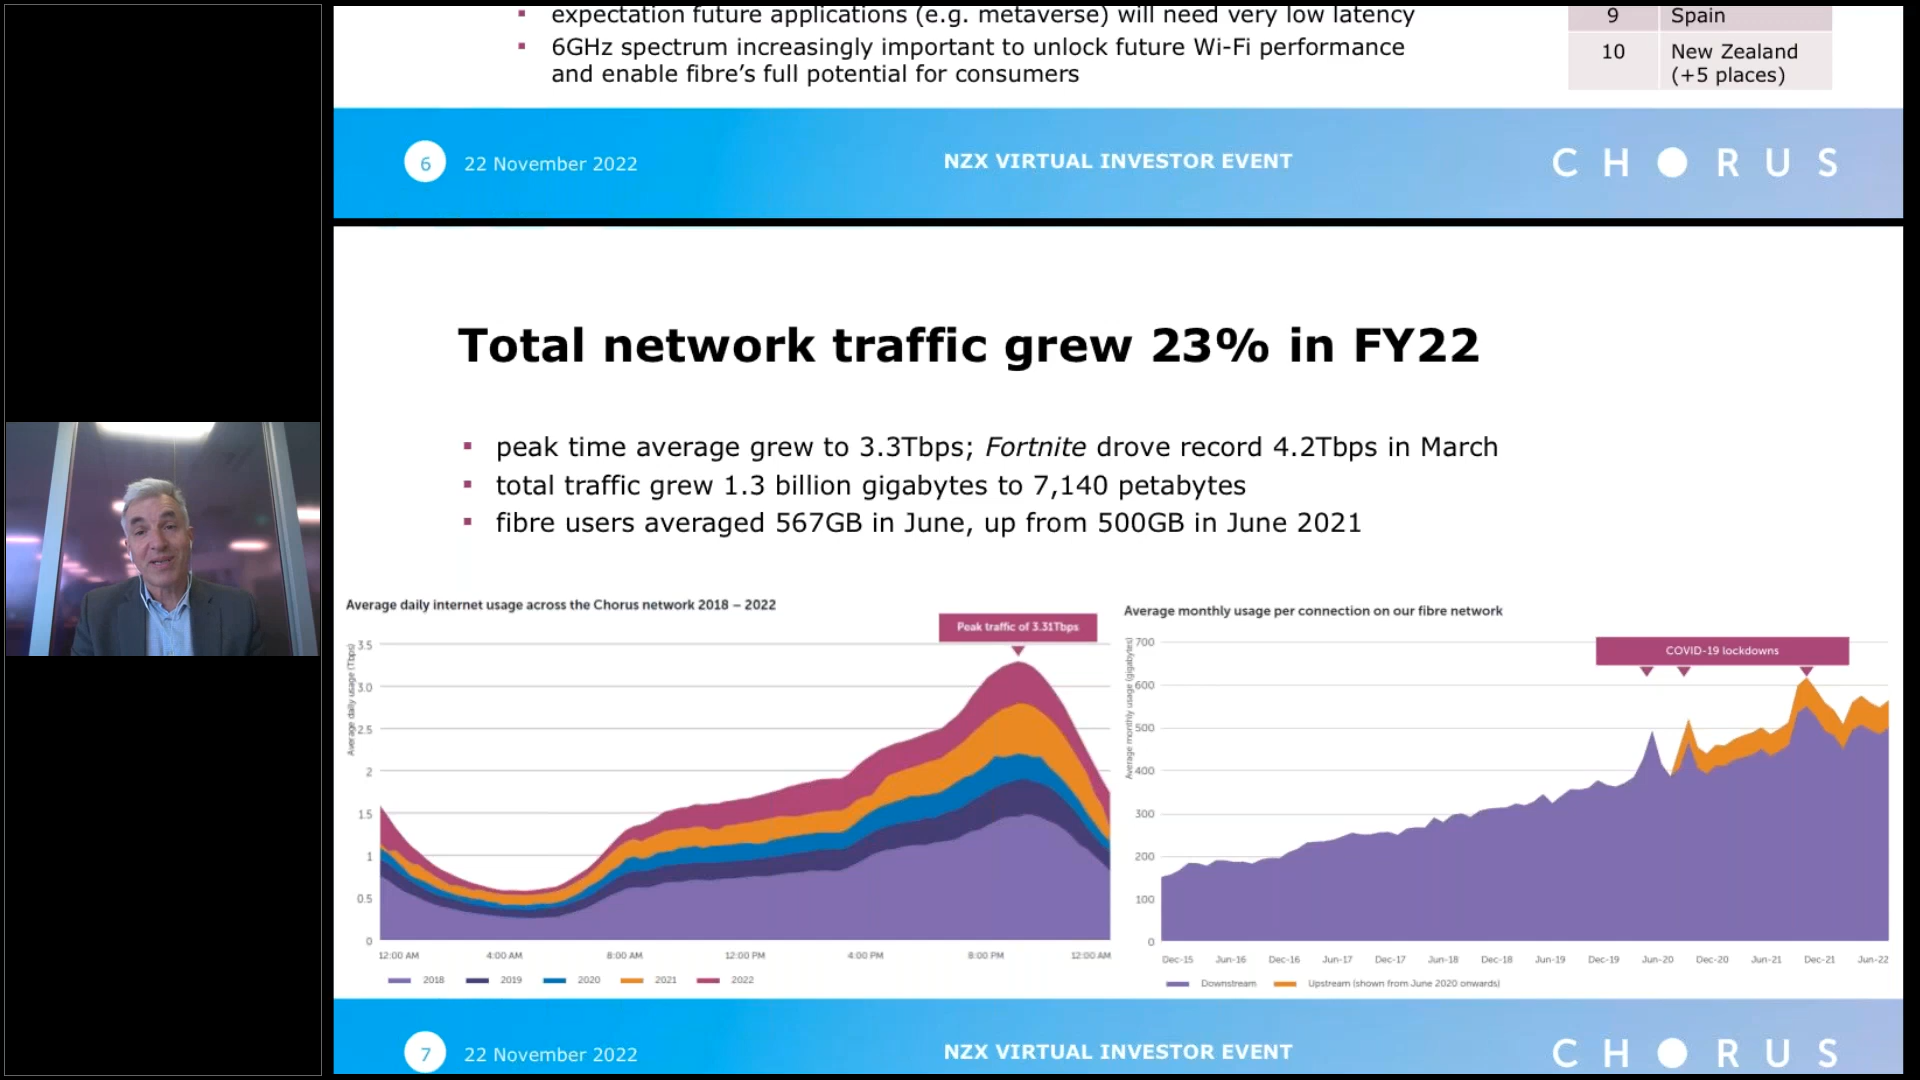 expectation future applications (e.g. metaverse) will need very low latency
6GHz spectrum increasingly important to unlock future Wi-Fi performance
and enable fibre's full potential for consumers
9 Spain
10 New Zealand
(+5 places)
6 22 November 2022
NZX VIRTUAL INVESTOR EVENT
CHORUS
Total network traffic grew 23% in FY22
peak time average grew to 3.3Tbps; Fortnite drove record 4.2Tbps in March
total traffic grew 1.3 billion gigabytes to 7,140 petabytes
fibre users averaged 567GB in June, up from 500GB in June 2021
Average daily internet usage across the Chorus network 2018 – 2022
Peak traffic of 3.31Tbps
Average daily usage (Tbps)
3.5
3.0
2.5
2
1.5
1
0.5
0
12:00 AM 4:00 AM 8:00 AM 12:00 PM 4:00 PM 8:00 PM 12:00 AM
2018 2019 2020 2021 2022
Average monthly usage per connection on our fibre network
COVID-19 lockdowns
Average monthly usage (gigabytes)
700
600
500
400
300
200
100
0
Dec-15 Jun-16 Dec-16 Jun-17 Dec-17 Jun-18 Dec-18 Jun-19 Dec-19 Jun-20 Dec-20 Jun-21 Dec-21 Jun-22
Downstream Upstream (shown from June 2020 onwards)
7 22 November 2022
NZX VIRTUAL INVESTOR EVENT
CHORUS